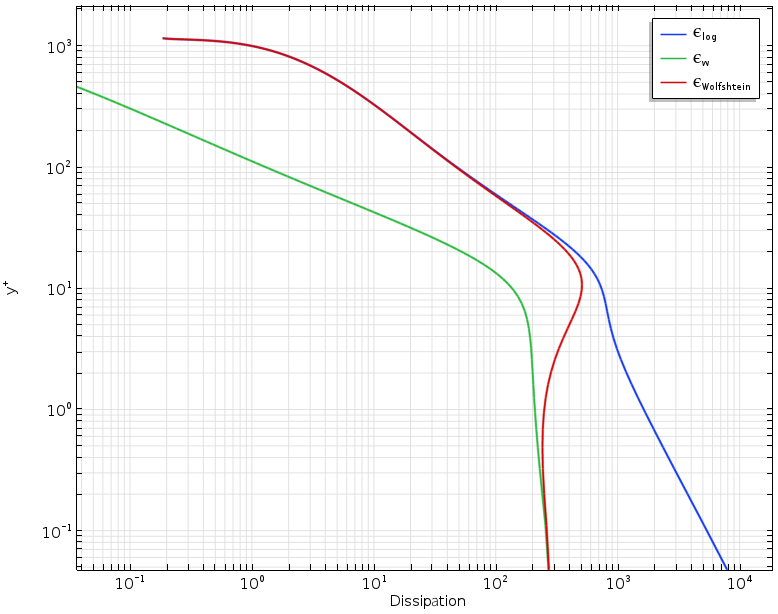 ϵlog
ϵw
ϵWolfshtein
10³
10²
10¹
10⁰
10⁻¹
y⁺
10⁻¹ 10⁰ 10¹ 10² 10³ 10⁴
Dissipation